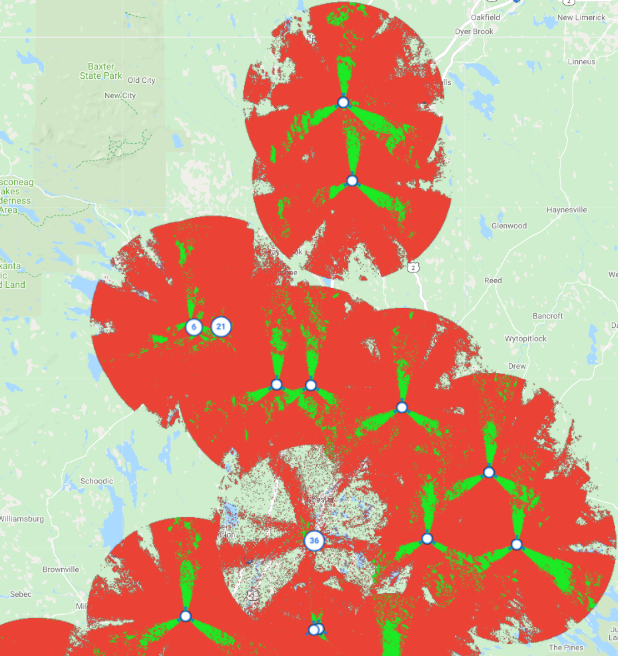 2
Oakfield
New Limerick
Dyer Brook
Linneus
Baxter
State Park
Old City
New City
Haynesville
Glenwood
2
Reed
Bancroft
Wytopitlock
6
21
Drew
Schoodic
Williamsburg
36
Brownville
Sebec
The Pines